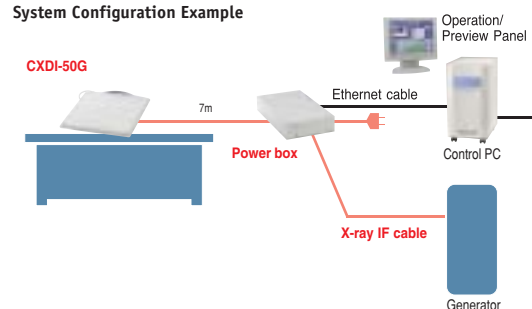 System Configuration Example
Operation/
Preview Panel
CXDI-50G
7m
Ethernet cable
Power box
Control PC
X-ray IF cable
Generator